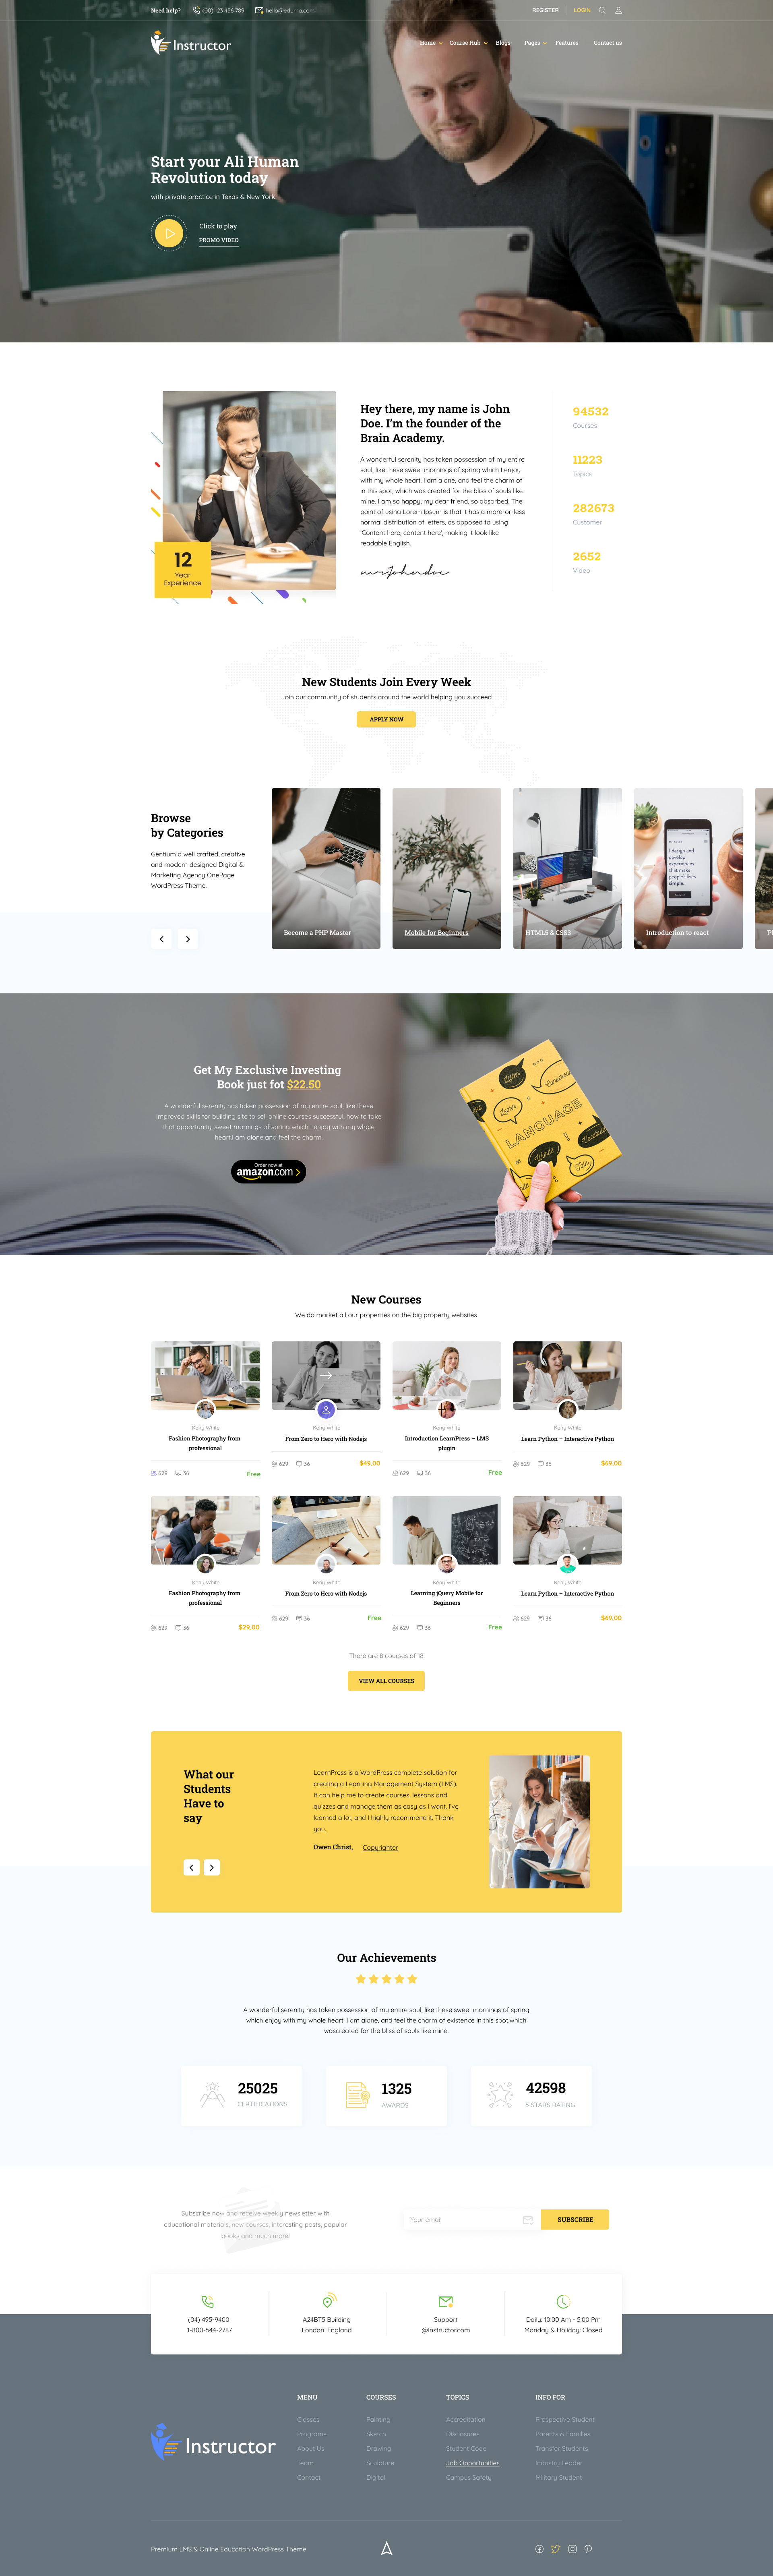 Need help?
(00) 123 456 789
hello@eduma.com
REGISTER
LOGIN
Instructor
Home
Course Hub
Blogs
Pages
Features
Contact us
Start your Ali Human
Revolution today
with private practice in Texas & New York
Click to play
PROMO VIDEO
12
Year
Experience
Hey there, my name is John
Doe. I'm the founder of the
Brain Academy.
A wonderful serenity has taken possession of my entire
soul, like these sweet mornings of spring which I enjoy
with my whole heart. I am alone, and feel the charm of
in this spot, which was created for the bliss of souls like
mine. I am so happy, my dear friend, so absorbed. The
point of using Lorem Ipsum is that it has a more-or-less
normal distribution of letters, as opposed to using
'Content here, content here', making it look like
readable English.
mrJohndoe
94532
Courses
11223
Topics
282673
Customer
2652
Video
New Students Join Every Week
Join our community of students around the world helping you succeed
APPLY NOW
Browse
by Categories
Gentium a well crafted, creative
and modern designed Digital &
Marketing Agency OnePage
WordPress Theme.
Become a PHP Master
Mobile for Beginners
HTML5 & CSS3
I design and
develop
experiences
that make
people's lives
simple.
Introduction to react
Get My Exclusive Investing
Book just fot $22.50
A wonderful serenity has taken possession of my entire soul, like these
improved skills for building site to sell online courses successful, how to take
that opportunity. sweet mornings of spring which I enjoy with my whole
heart.I am alone and feel the charm.
Order now at
amazon.com
Listen
Learn
LANGUAGE
Vocabulary
New Courses
We do market all our properties on the big property websites
Keny White
Fashion Photography from
professional
629
36
Free
Keny White
From Zero to Hero with Nodejs
629
36
$49,00
Keny White
Introduction LearnPress – LMS
plugin
629
36
Free
Keny White
Learn Python – Interactive Python
629
36
$69,00
Keny White
Fashion Photography from
professional
629
36
$29,00
Keny White
From Zero to Hero with Nodejs
629
36
Free
Keny White
Learning jQuery Mobile for
Beginners
629
36
Free
Keny White
Learn Python – Interactive Python
629
36
$69,00
There are 8 courses of 18
VIEW ALL COURSES
What our
Students
Have to
say
LearnPress is a WordPress complete solution for
creating a Learning Management System (LMS).
It can help me to create courses, lessons and
quizzes and manage them as easy as I want. I've
learned a lot, and I highly recommend it. Thank
you.
Owen Christ,
Copyrighter
Our Achievements
A wonderful serenity has taken possession of my entire soul, like these sweet mornings of spring
which enjoy with my whole heart. I am alone, and feel the charm of existence in this spot,which
wascreated for the bliss of souls like mine.
25025
CERTIFICATIONS
1325
AWARDS
42598
5 STARS RATING
Subscribe now and receive weekly newsletter with
educational materials, new courses, interesting posts, popular
books and much more!
Your email
SUBSCRIBE
(04) 495-9400
1-800-544-2787
A24BT5 Building
London, England
Support
@Instructor.com
Daily: 10:00 Am - 5:00 Pm
Monday & Holiday: Closed
Instructor
MENU
Classes
Programs
About Us
Team
Contact
COURSES
Painting
Sketch
Drawing
Sculpture
Digital
TOPICS
Accreditation
Disclosures
Student Code
Job Opportunities
Campus Safety
INFO FOR
Prospective Student
Parents & Families
Transfer Students
Industry Leader
Military Student
Premium LMS & Online Education WordPress Theme